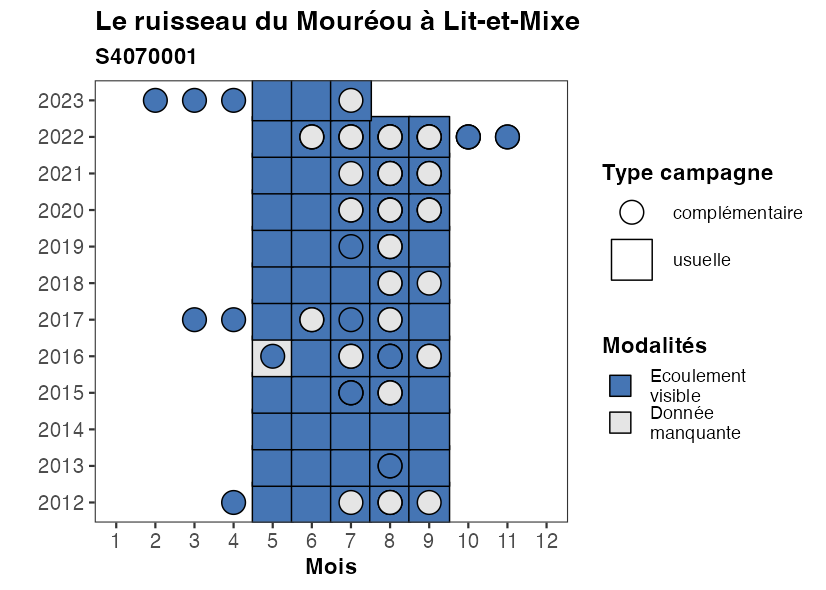 Le ruisseau du Mouréou à Lit-et-Mixe
S4070001
2023
2022
2021
2020
2019
2018
2017
2016
2015
2014
2013
2012
1 2 3 4 5 6 7 8 9 10 11 12
Mois
Type campagne
complémentaire
usuelle
Modalités
Ecoulement
visible
Donnée
manquante